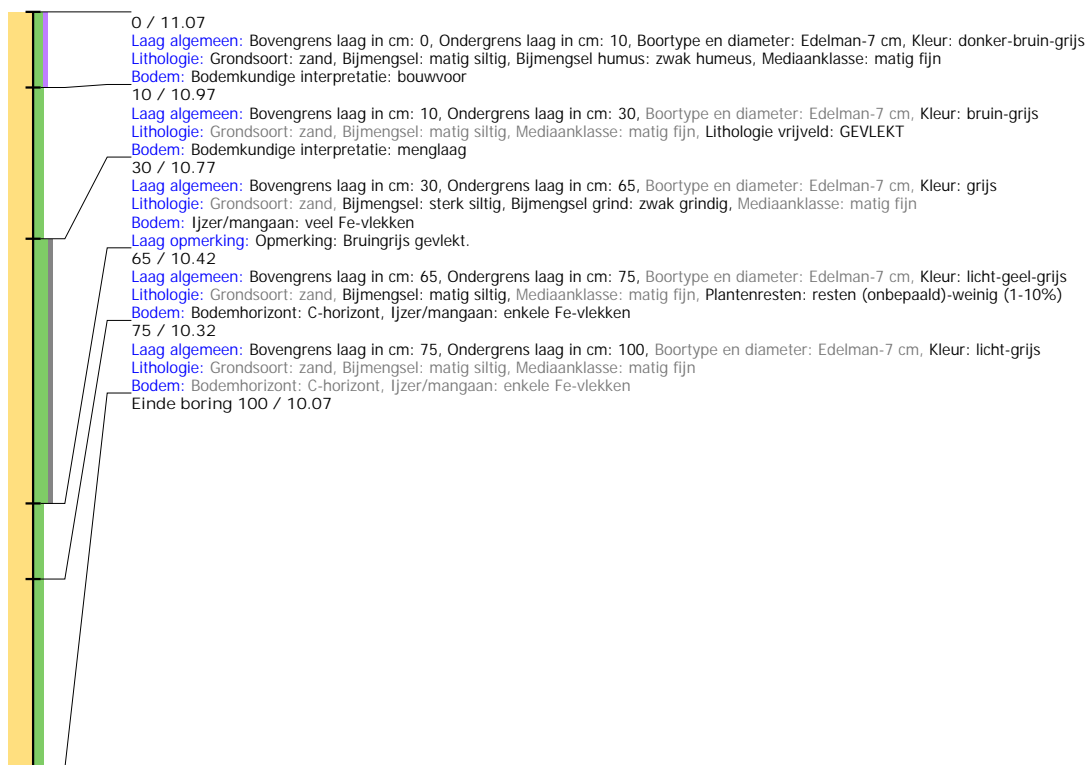 0 / 11.07
Laag algemeen: Bovengrens laag in cm: 0, Ondergrens laag in cm: 10, Boortype en diameter: Edelman-7 cm, Kleur: donker-bruin-grijs
Lithologie: Grondsoort: zand, Bijmengsel: matig siltig, Bijmengsel humus: zwak humeus, Mediaanklasse: matig fijn
Bodem: Bodemkundige interpretatie: bouwvoor
10 / 10.97
Laag algemeen: Bovengrens laag in cm: 10, Ondergrens laag in cm: 30, Boortype en diameter: Edelman-7 cm, Kleur: bruin-grijs
Lithologie: Grondsoort: zand, Bijmengsel: matig siltig, Mediaanklasse: matig fijn, Lithologie vrijveld: GEVLEKT
Bodem: Bodemkundige interpretatie: menglaag
30 / 10.77
Laag algemeen: Bovengrens laag in cm: 30, Ondergrens laag in cm: 65, Boortype en diameter: Edelman-7 cm, Kleur: grijs
Lithologie: Grondsoort: zand, Bijmengsel: sterk siltig, Bijmengsel grind: zwak grindig, Mediaanklasse: matig fijn
Bodem: Ijzer/mangaan: veel Fe-vlekken
Laag opmerking: Opmerking: Bruingrijs gevlekt.
65 / 10.42
Laag algemeen: Bovengrens laag in cm: 65, Ondergrens laag in cm: 75, Boortype en diameter: Edelman-7 cm, Kleur: licht-geel-grijs
Lithologie: Grondsoort: zand, Bijmengsel: matig siltig, Mediaanklasse: matig fijn, Plantenresten: resten (onbepaald)-weinig (1-10%)
Bodem: Bodemhorizont: C-horizont, Ijzer/mangaan: enkele Fe-vlekken
75 / 10.32
Laag algemeen: Bovengrens laag in cm: 75, Ondergrens laag in cm: 100, Boortype en diameter: Edelman-7 cm, Kleur: licht-grijs
Lithologie: Grondsoort: zand, Bijmengsel: matig siltig, Mediaanklasse: matig fijn
Bodem: Bodemhorizont: C-horizont, Ijzer/mangaan: enkele Fe-vlekken
Einde boring 100 / 10.07